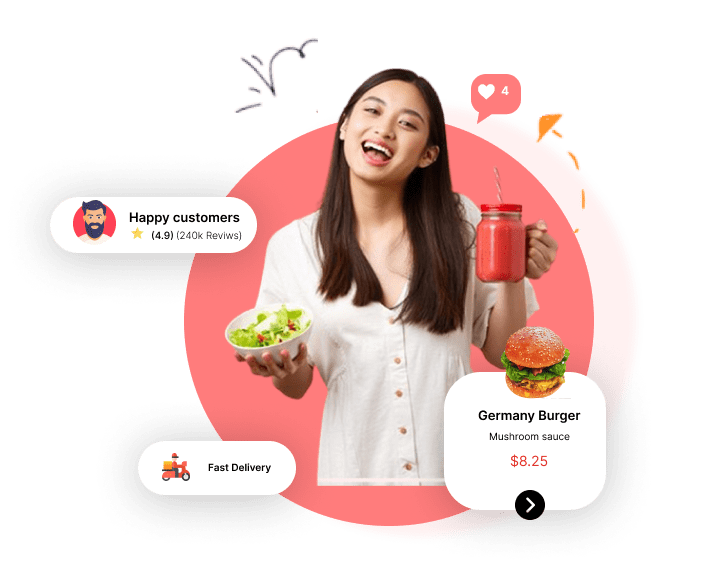 4
Happy customers
(4.9) (240k Reviws)
Germany Burger
Mushroom sauce
$8.25
Fast Delivery